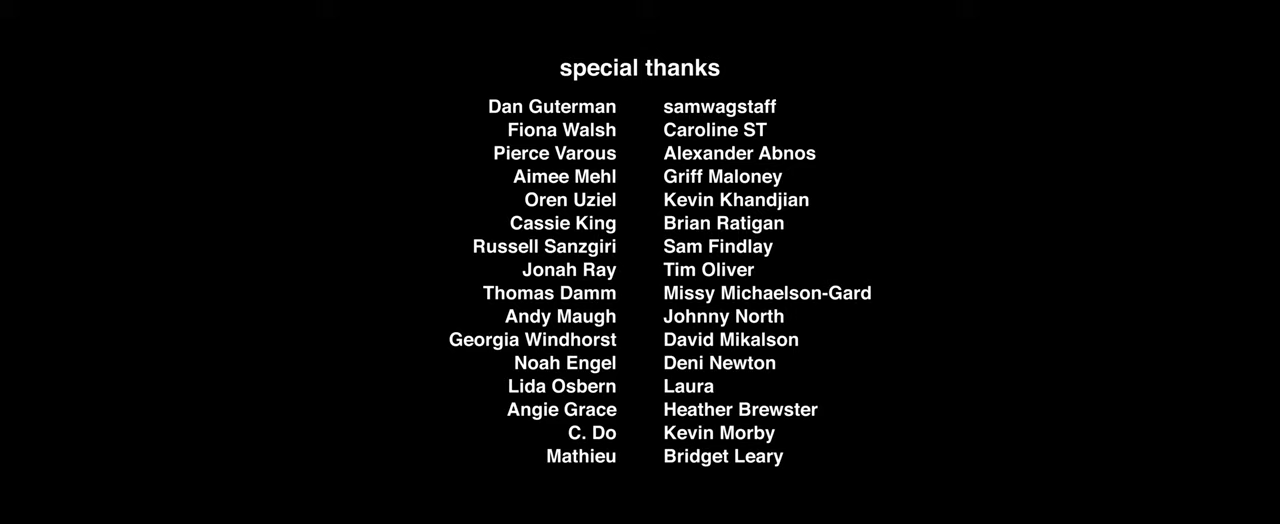 special thanks
Dan Guterman samwagstaff
Fiona Walsh Caroline ST
Pierce Varous Alexander Abnos
Aimee Mehl Griff Maloney
Oren Uziel Kevin Khandjian
Cassie King Brian Ratigan
Russell Sanzgiri Sam Findlay
Jonah Ray Tim Oliver
Thomas Damm Missy Michaelson-Gard
Andy Maugh Johnny North
Georgia Windhorst David Mikalson
Noah Engel Deni Newton
Lida Osbern Laura
Angie Grace Heather Brewster
C. Do Kevin Morby
Mathieu Bridget Leary